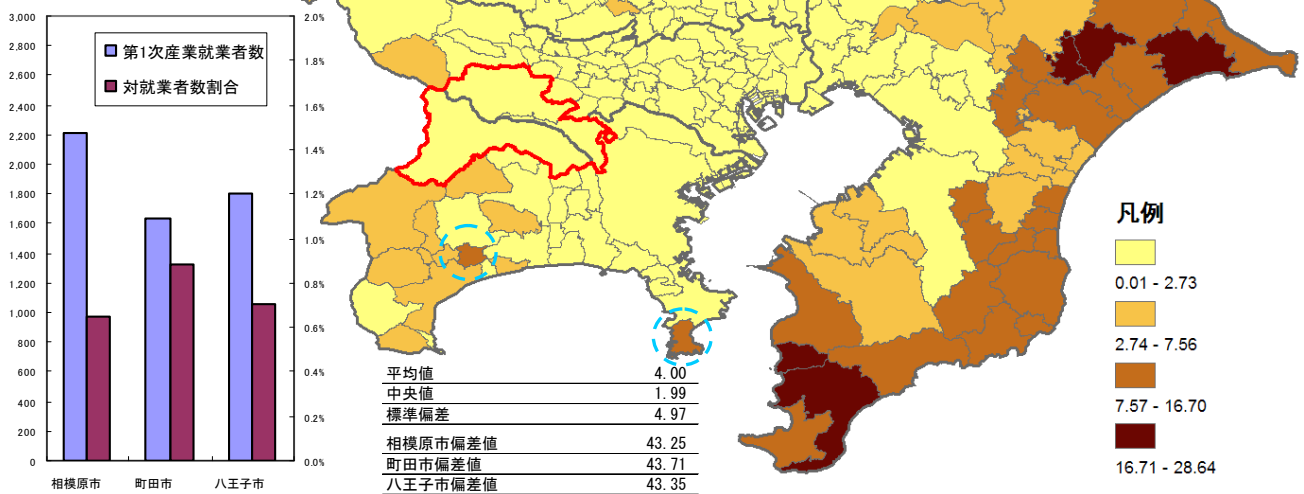 3,000
2,800
2,600
2,400
2,200
2,000
1,800
1,600
1,400
1,200
1,000
800
600
400
200
0
第1次産業就業者数
対就業者数割合
2.0%
1.8%
1.6%
1.4%
1.2%
1.0%
0.8%
0.6%
0.4%
0.2%
0.0%
相模原市 町田市 八王子市
平均値 4.00
中央値 1.99
標準偏差 4.97
相模原市偏差値 43.25
町田市偏差値 43.71
八王子市偏差値 43.35
凡例
0.01 - 2.73
2.74 - 7.56
7.57 - 16.70
16.71 - 28.64